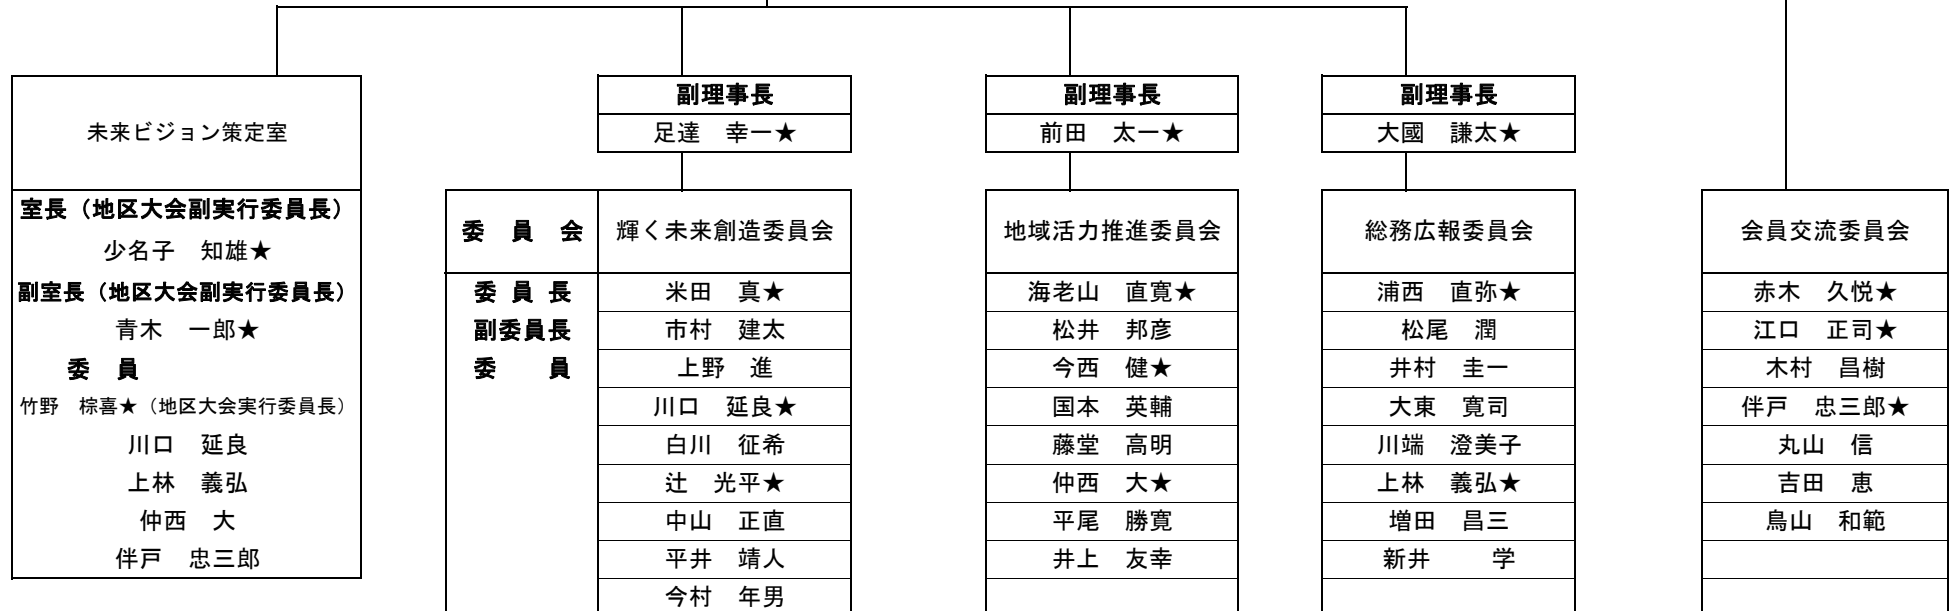 未来ビジョン策定室
室長（地区大会副実行委員長）
少名子　知雄★
副室長（地区大会副実行委員長）
青木　一郎★
委　員
竹野　棕喜★（地区大会実行委員長）
川口　延良
上林　義弘
仲西　大
伴戸　忠三郎
委　員　会
委 員 長
副委員長
委　　員
副理事長
足達　幸一★
輝く未来創造委員会
米田　真★
市村　建太
上野　進
川口　延良★
白川　征希
辻　光平★
中山　正直
平井　靖人
今村　年男
副理事長
前田　太一★
地域活力推進委員会
海老山　直寛★
松井　邦彦
今西　健★
国本　英輔
藤堂　高明
仲西　大★
平尾　勝寛
井上　友幸
副理事長
大國　謙太★
総務広報委員会
浦西　直弥★
松尾　潤
井村　圭一
大東　寛司
川端　澄美子
上林　義弘★
増田　昌三
新井　　学
会員交流委員会
赤木　久悦★
江口　正司★
木村　昌樹
伴戸　忠三郎★
丸山　信
吉田　恵
鳥山　和範